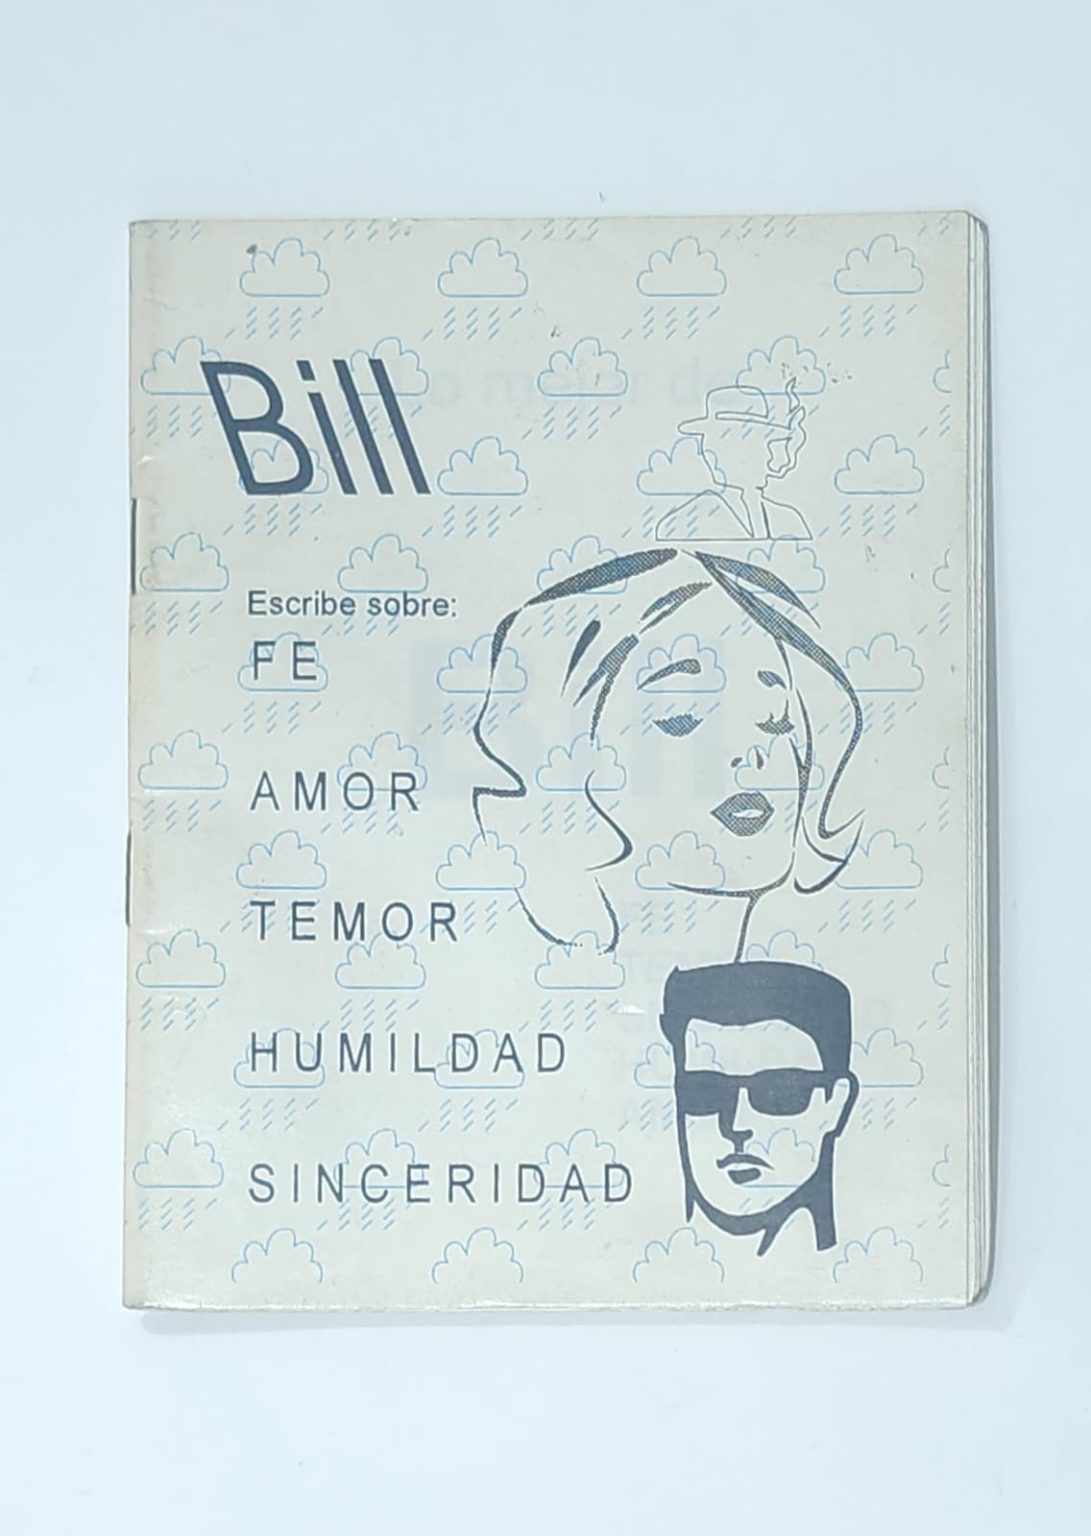 Bill
Escribe sobre:
FE
AMOR
TEMOR
HUMILDAD
SINCERIDAD